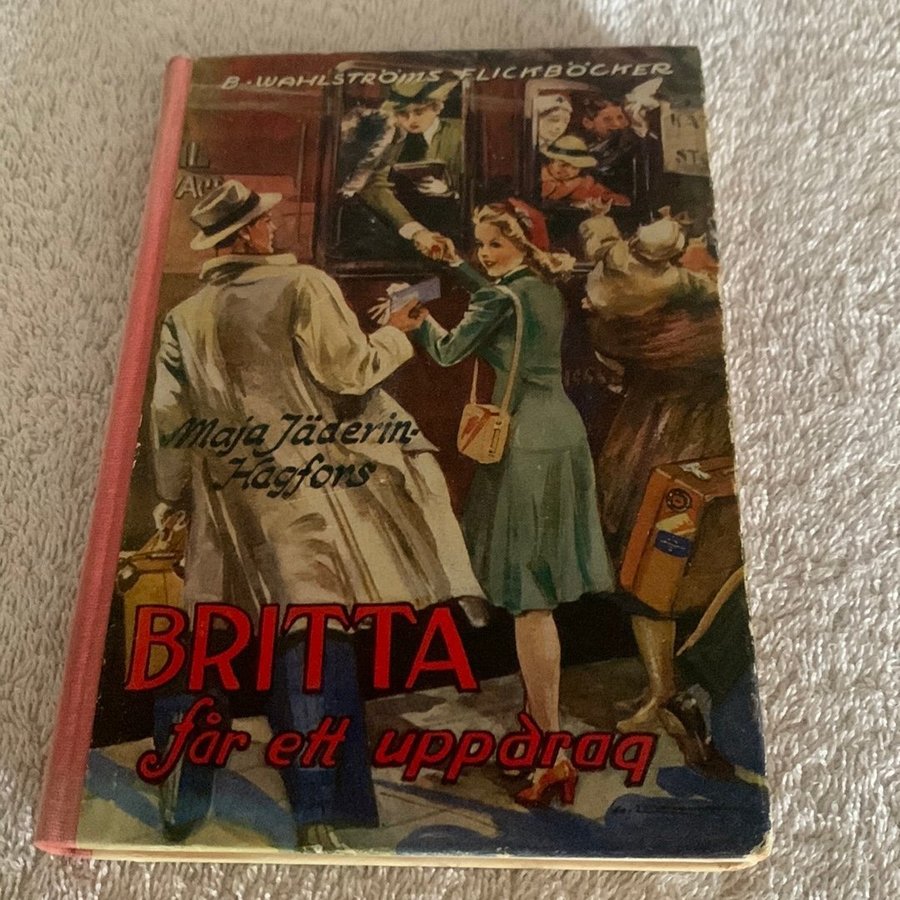 B. WAHLSTRÖMS FLICKBÖCKER
Maja Jäderin-
Hagfors
BRITTA
får ett uppdrag